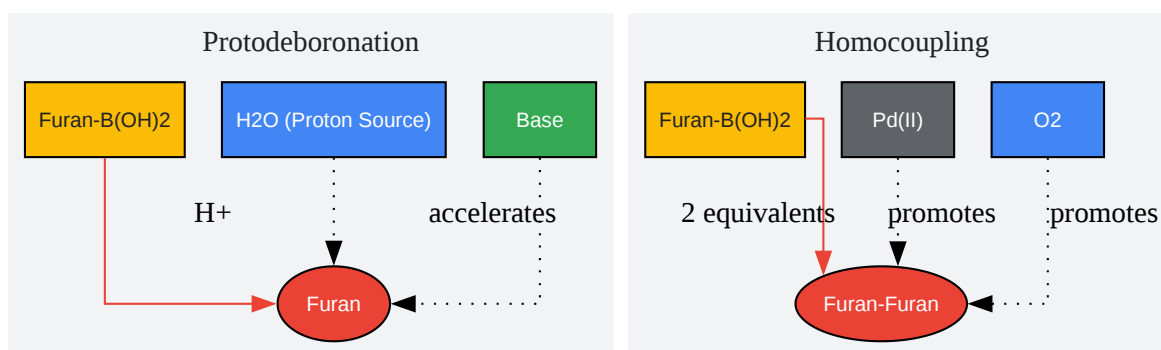 Protodeboronation
Furan-B(OH)2
H2O (Proton Source)
Base
H+
accelerates
Furan
Homocoupling
Furan-B(OH)2
Pd(II)
O2
2 equivalents
promotes
promotes
Furan-Furan